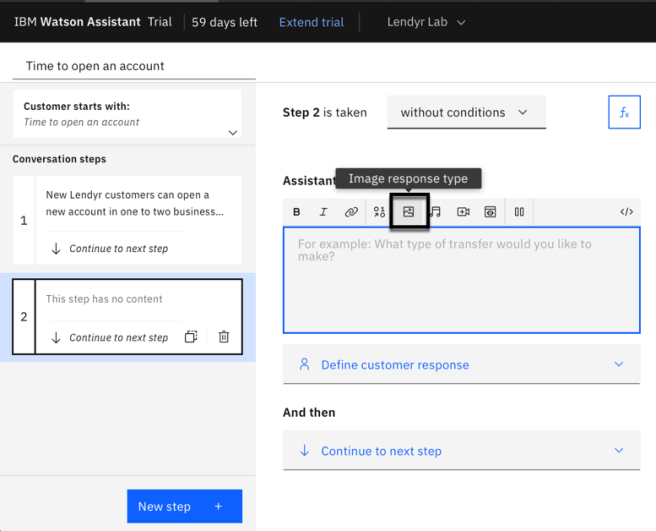 IBM Watson Assistant Trial 59 days left Extend trial Lendyr Lab
Time to open an account
Customer starts with:
Time to open an account
Conversation steps
1
New Lendyr customers can open a
new account in one to two business...
Continue to next step
2
This step has no content
Continue to next step
New step +
Step 2 is taken without conditions
fx
Image response type
Assistant
B I </>
For example: What type of transfer would you like to
make?
Define customer response
And then
Continue to next step